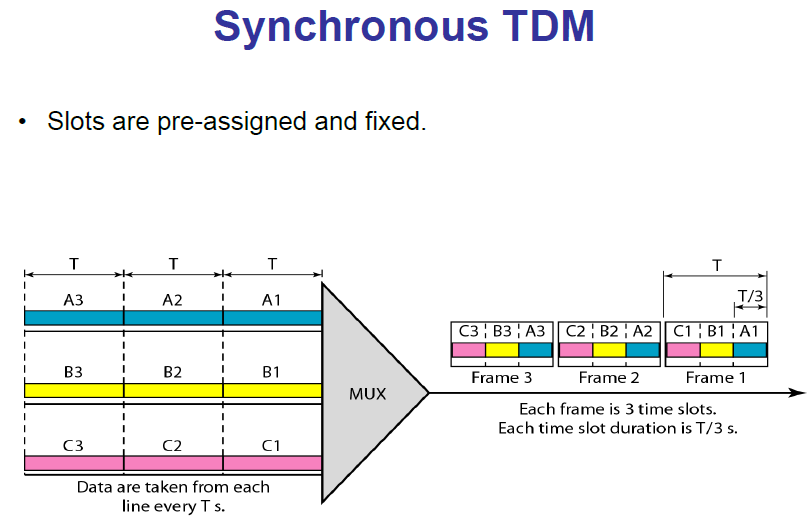 Synchronous TDM
• Slots are pre-assigned and fixed.
T T T
A3 A2 A1
B3 B2 B1
C3 C2 C1
Data are taken from each
line every T s.
MUX
T
T/3
C3 B3 A3 C2 B2 A2 C1 B1 A1
Frame 3 Frame 2 Frame 1
Each frame is 3 time slots.
Each time slot duration is T/3 s.